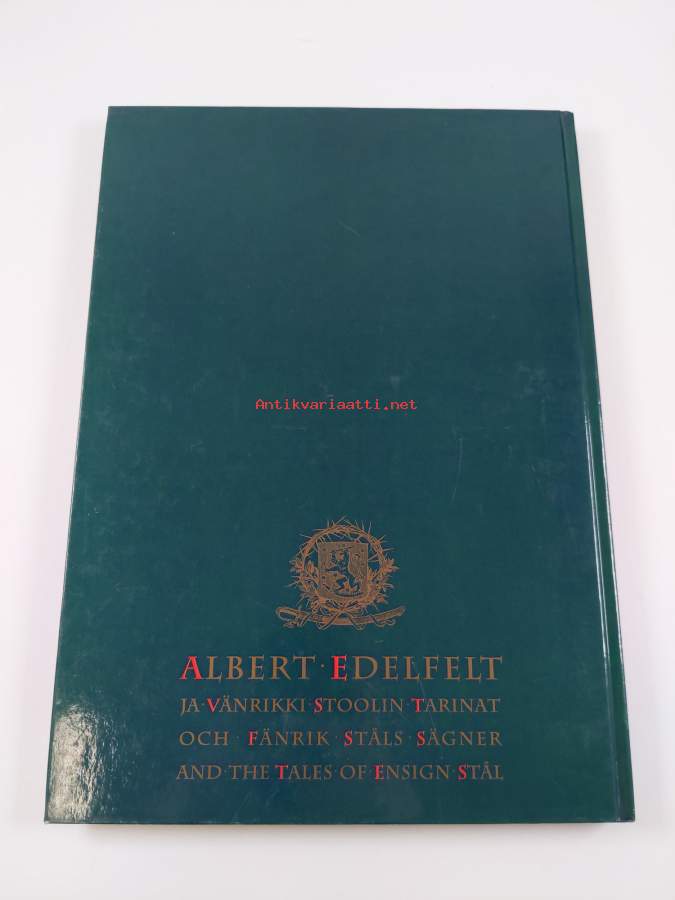 Antikvariaatti.net
ALBERT · EDELFELT
JA · VÄNRIKKI · STOOLIN · TARINAT
OCH · FÄNRIK · STÅLS · SÄGNER
AND · THE · TALES · OF · ENSIGN · STÅL